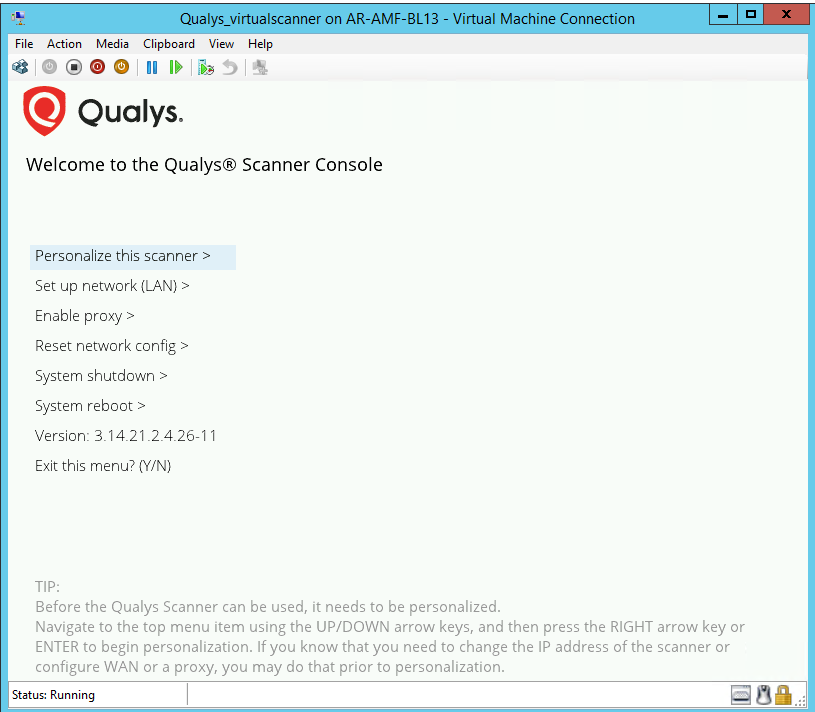 Qualys_virtualscanner on AR-AMF-BL13 - Virtual Machine Connection
File Action Media Clipboard View Help
Qualys.
Welcome to the Qualys® Scanner Console
Personalize this scanner >
Set up network (LAN) >
Enable proxy >
Reset network config >
System shutdown >
System reboot >
Version: 3.14.21.2.4.26-11
Exit this menu? (Y/N)
TIP:
Before the Qualys Scanner can be used, it needs to be personalized.
Navigate to the top menu item using the UP/DOWN arrow keys, and then press the RIGHT arrow key or
ENTER to begin personalization. If you know that you need to change the IP address of the scanner or
configure WAN or a proxy, you may do that prior to personalization.
Status: Running